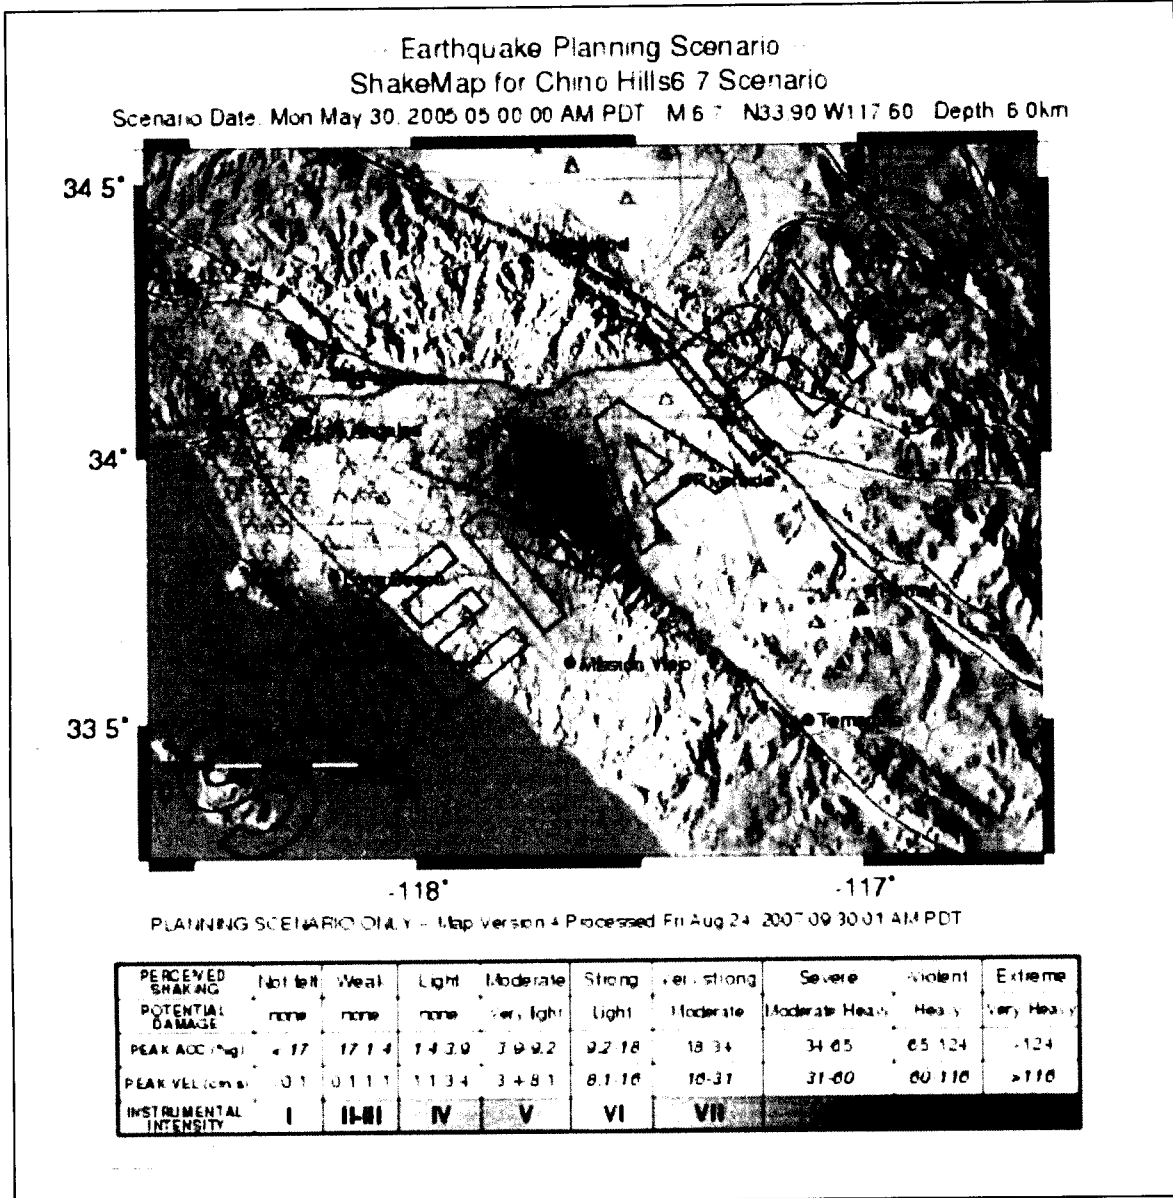 -- Earthquake Planning Scenario --
ShakeMap for Chino Hills6 7 Scenario
Scenario Date. Mon May 30, 2005 05 00 00 AM PDT M 6 7 N33.90 W117 60 Depth 6 0km
34 5°
34°
Riverside
Long Beach
Mission Viejo
Temecula
33 5°
-118° -117°
PLANNING SCENARIO ONLY -- Map Version 4 Processed Fri Aug 24 2007 09 30 01 AM PDT
PERCEIVED SHAKING Not felt Weak Light Moderate Strong Very strong Severe Violent Extreme
POTENTIAL DAMAGE none none none Very light Light Moderate Moderate Heavy Heavy Very Heavy
PEAK ACC (%g) < 17 17 1 4 1 4 3.9 3 9 9.2 9.2 18 18 34 34 65 65 124 124
PEAK VEL (cm s) 0 1 0 1 1 1 1 1 3 4 3 4 8 1 8.1-16 16-31 31-60 60 116 >116
INSTRUMENTAL INTENSITY I II-III IV V VI VII